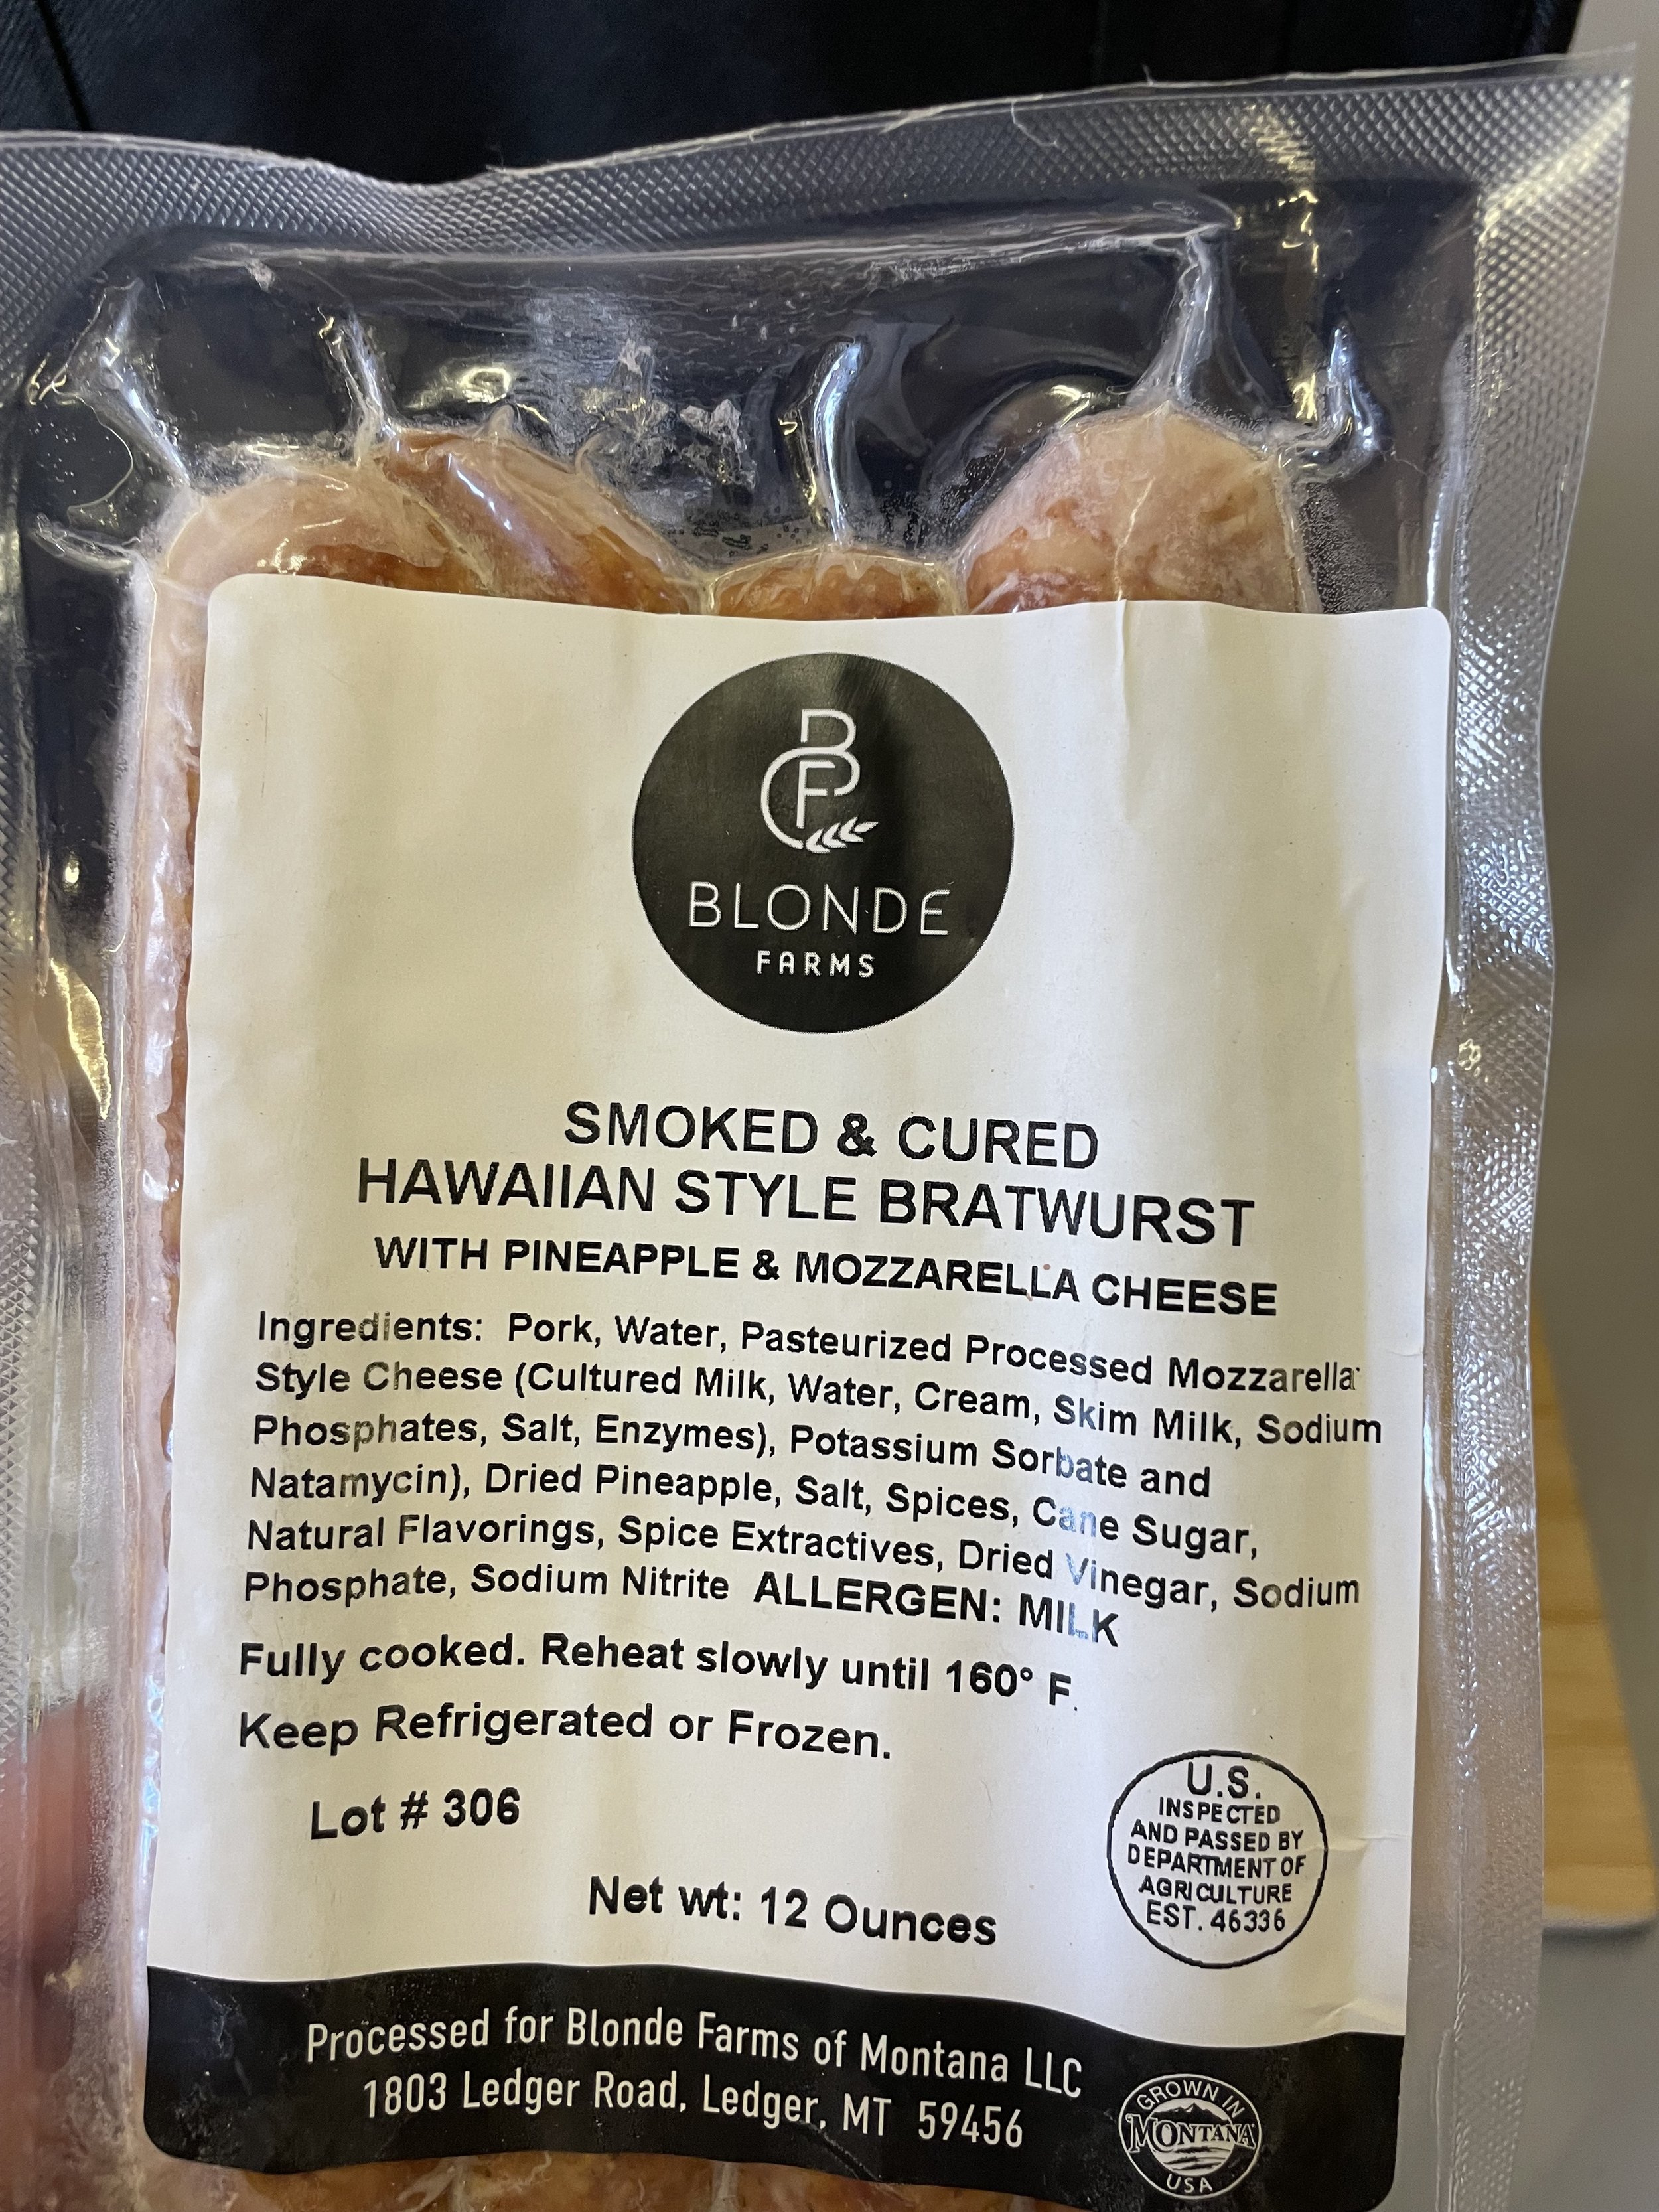 BF
BLONDE
FARMS
SMOKED & CURED
HAWAIIAN STYLE BRATWURST
WITH PINEAPPLE & MOZZARELLA CHEESE
Ingredients: Pork, Water, Pasteurized Processed Mozzarella
Style Cheese (Cultured Milk, Water, Cream, Skim Milk, Sodium
Phosphates, Salt, Enzymes), Potassium Sorbate and
Natamycin), Dried Pineapple, Salt, Spices, Cane Sugar,
Natural Flavorings, Spice Extractives, Dried Vinegar, Sodium
Phosphate, Sodium Nitrite ALLERGEN: MILK
Fully cooked. Reheat slowly until 160° F.
Keep Refrigerated or Frozen.
Lot # 306
U.S.
INSPECTED
AND PASSED BY
DEPARTMENT OF
AGRICULTURE
EST. 46336
Net wt: 12 Ounces
Processed for Blonde Farms of Montana LLC
1803 Ledger Road, Ledger, MT 59456
GROWN IN
MONTANA
USA